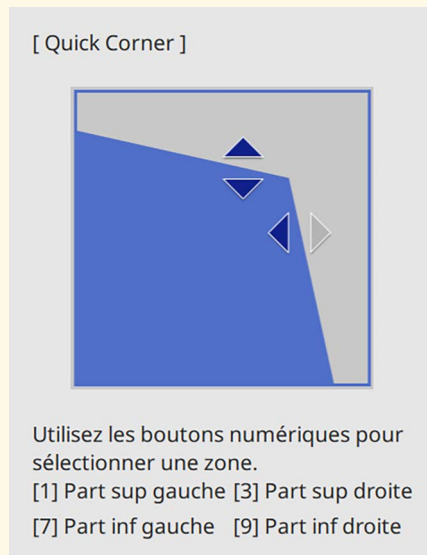 [ Quick Corner ]
Utilisez les boutons numériques pour
sélectionner une zone.
[1] Part sup gauche [3] Part sup droite
[7] Part inf gauche [9] Part inf droite